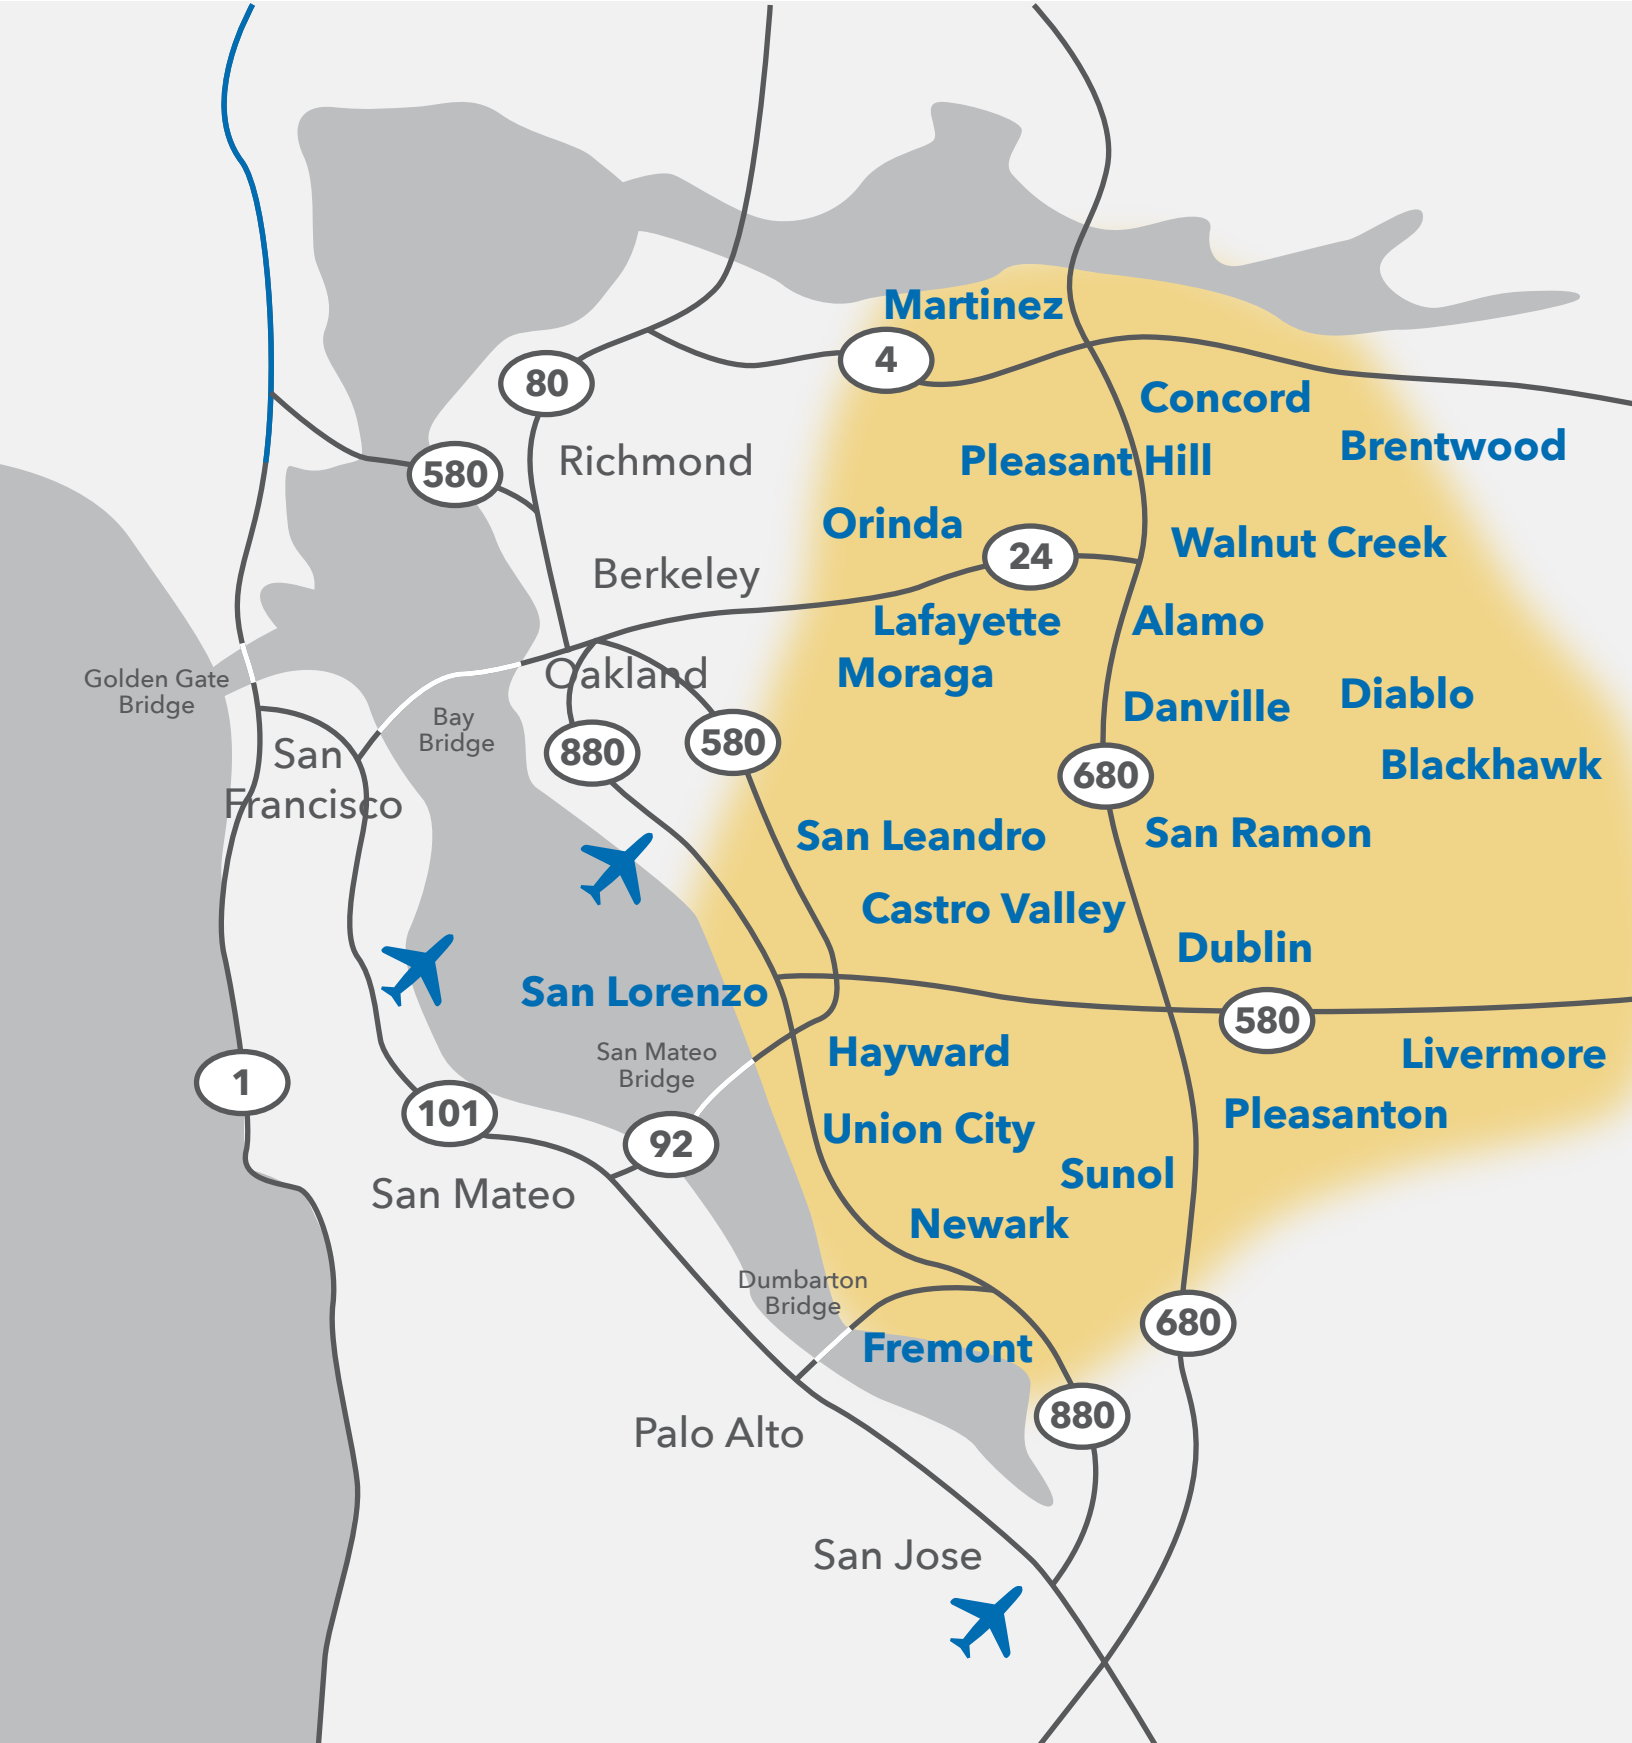 Martinez
4
80
Concord
Brentwood
Richmond
Pleasant Hill
580
Orinda
24
Walnut Creek
Berkeley
Lafayette
Alamo
Oakland
Moraga
Golden Gate
Bridge
Danville
Diablo
Bay
Bridge
San
Francisco
880
580
680
Blackhawk
San Leandro
San Ramon
Castro Valley
Dublin
San Lorenzo
580
San Mateo
Bridge
Hayward
Livermore
1
101
92
Union City
Pleasanton
San Mateo
Sunol
Newark
Dumbarton
Bridge
680
Fremont
Palo Alto
880
San Jose